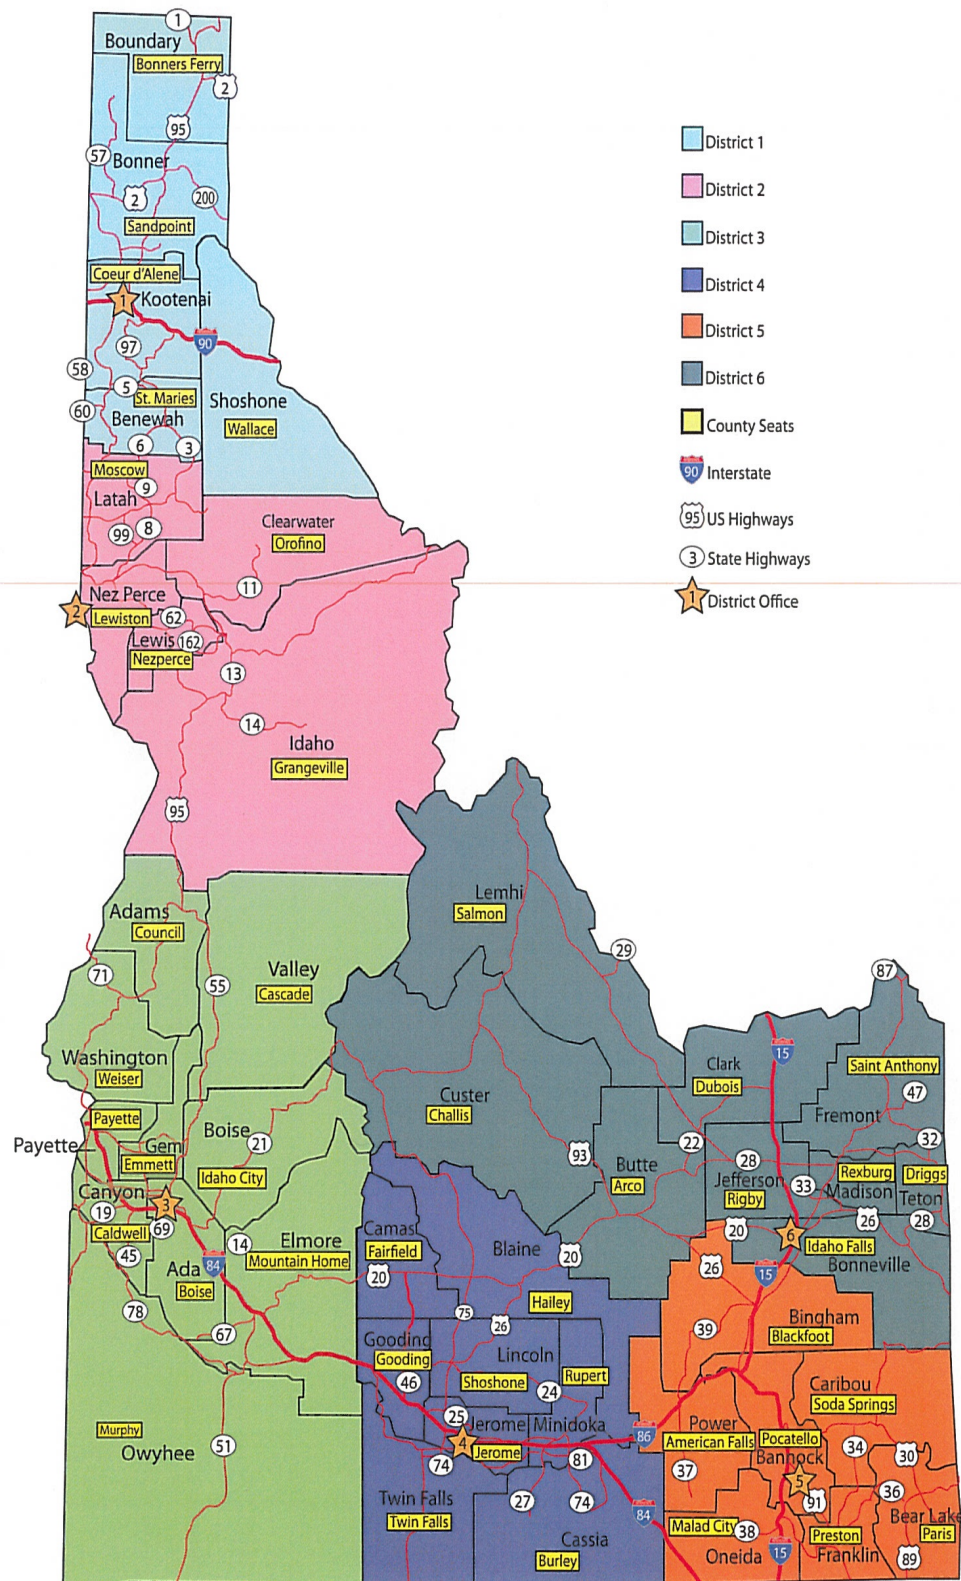 1
Boundary
Bonners Ferry
2
95
57
Bonner
2
200
Sandpoint
Coeur d'Alene
1
Kootenai
90
97
58
5
St. Maries
60
Benewah
Shoshone
Wallace
6
3
Moscow
9
Latah
99
8
Clearwater
Orofino
11
Nez Perce
2
Lewiston
62
Lewis
162
Nezperce
13
14
Idaho
Grangeville
95
District 1
District 2
District 3
District 4
District 5
District 6
County Seats
90
Interstate
95
US Highways
3
State Highways
1
District Office
Adams
Council
71
55
Valley
Cascade
Washington
Weiser
Payette
Payette
Gem
Emmett
Boise
21
Idaho City
Canyon
19
3
Caldwell
69
45
Ada
Boise
84
14
Elmore
Mountain Home
78
67
Murphy
Owyhee
51
Lemhi
Salmon
29
87
15
Clark
Dubois
Saint Anthony
47
Fremont
32
Custer
Challis
93
Butte
Arco
22
28
Jefferson
Rigby
33
Rexburg
Madison
Driggs
Teton
28
26
20
6
Idaho Falls
Bonneville
26
15
Camas
Fairfield
20
Blaine
20
Hailey
75
26
Gooding
Gooding
46
Lincoln
Shoshone
24
Rupert
25
Jerome
Minidoka
4
Jerome
74
81
86
27
74
84
Twin Falls
Twin Falls
Cassia
Burley
39
Bingham
Blackfoot
Caribou
Soda Springs
Power
American Falls
Pocatello
Bannock
34
30
37
5
91
36
Bear Lake
Paris
Malad City
38
Preston
Oneida
15
Franklin
89